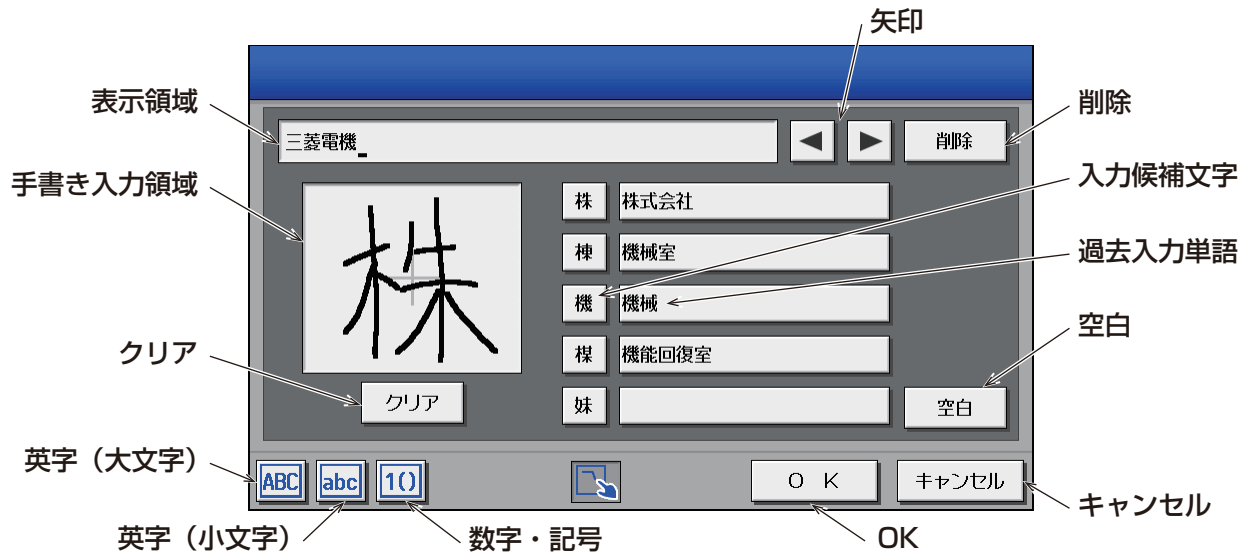 矢印
表示領域
削除
三菱電機_
◀
▶
削除
手書き入力領域
入力候補文字
株
株
株式会社
棟
機械室
過去入力単語
機
機械
空白
楳
機能回復室
クリア
クリア
妹
空白
英字（大文字）
ABC
abc
1()
O K
キャンセル
キャンセル
英字（小文字）
数字・記号
OK